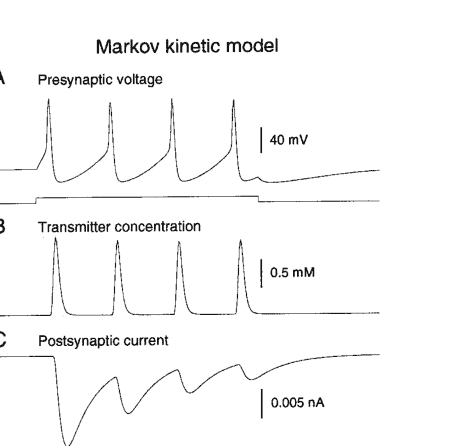 Markov kinetic model
A Presynaptic voltage
40 mV
B Transmitter concentration
0.5 mM
C Postsynaptic current
0.005 nA